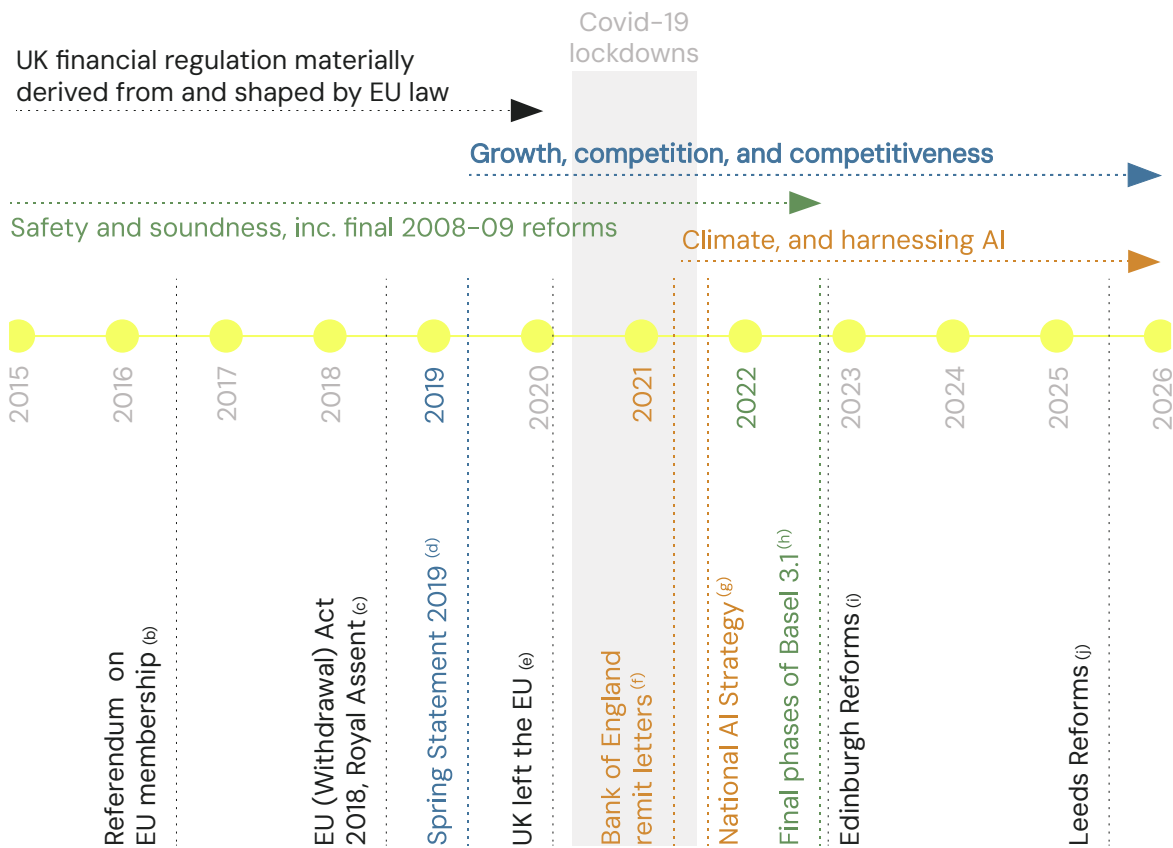 Covid-19
lockdowns
UK financial regulation materially
derived from and shaped by EU law
Growth, competition, and competitiveness
Safety and soundness, inc. final 2008-09 reforms
Climate, and harnessing AI
2015
2016
2017
2018
2019
2020
2021
2022
2023
2024
2025
2026
Referendum on
EU membership (b)
EU (Withdrawal) Act
2018, Royal Assent (c)
Spring Statement 2019 (d)
UK left the EU (e)
Bank of England
remit letters (f)
National AI Strategy (g)
Final phases of Basel 3.1 (h)
Edinburgh Reforms (i)
Leeds Reforms (j)